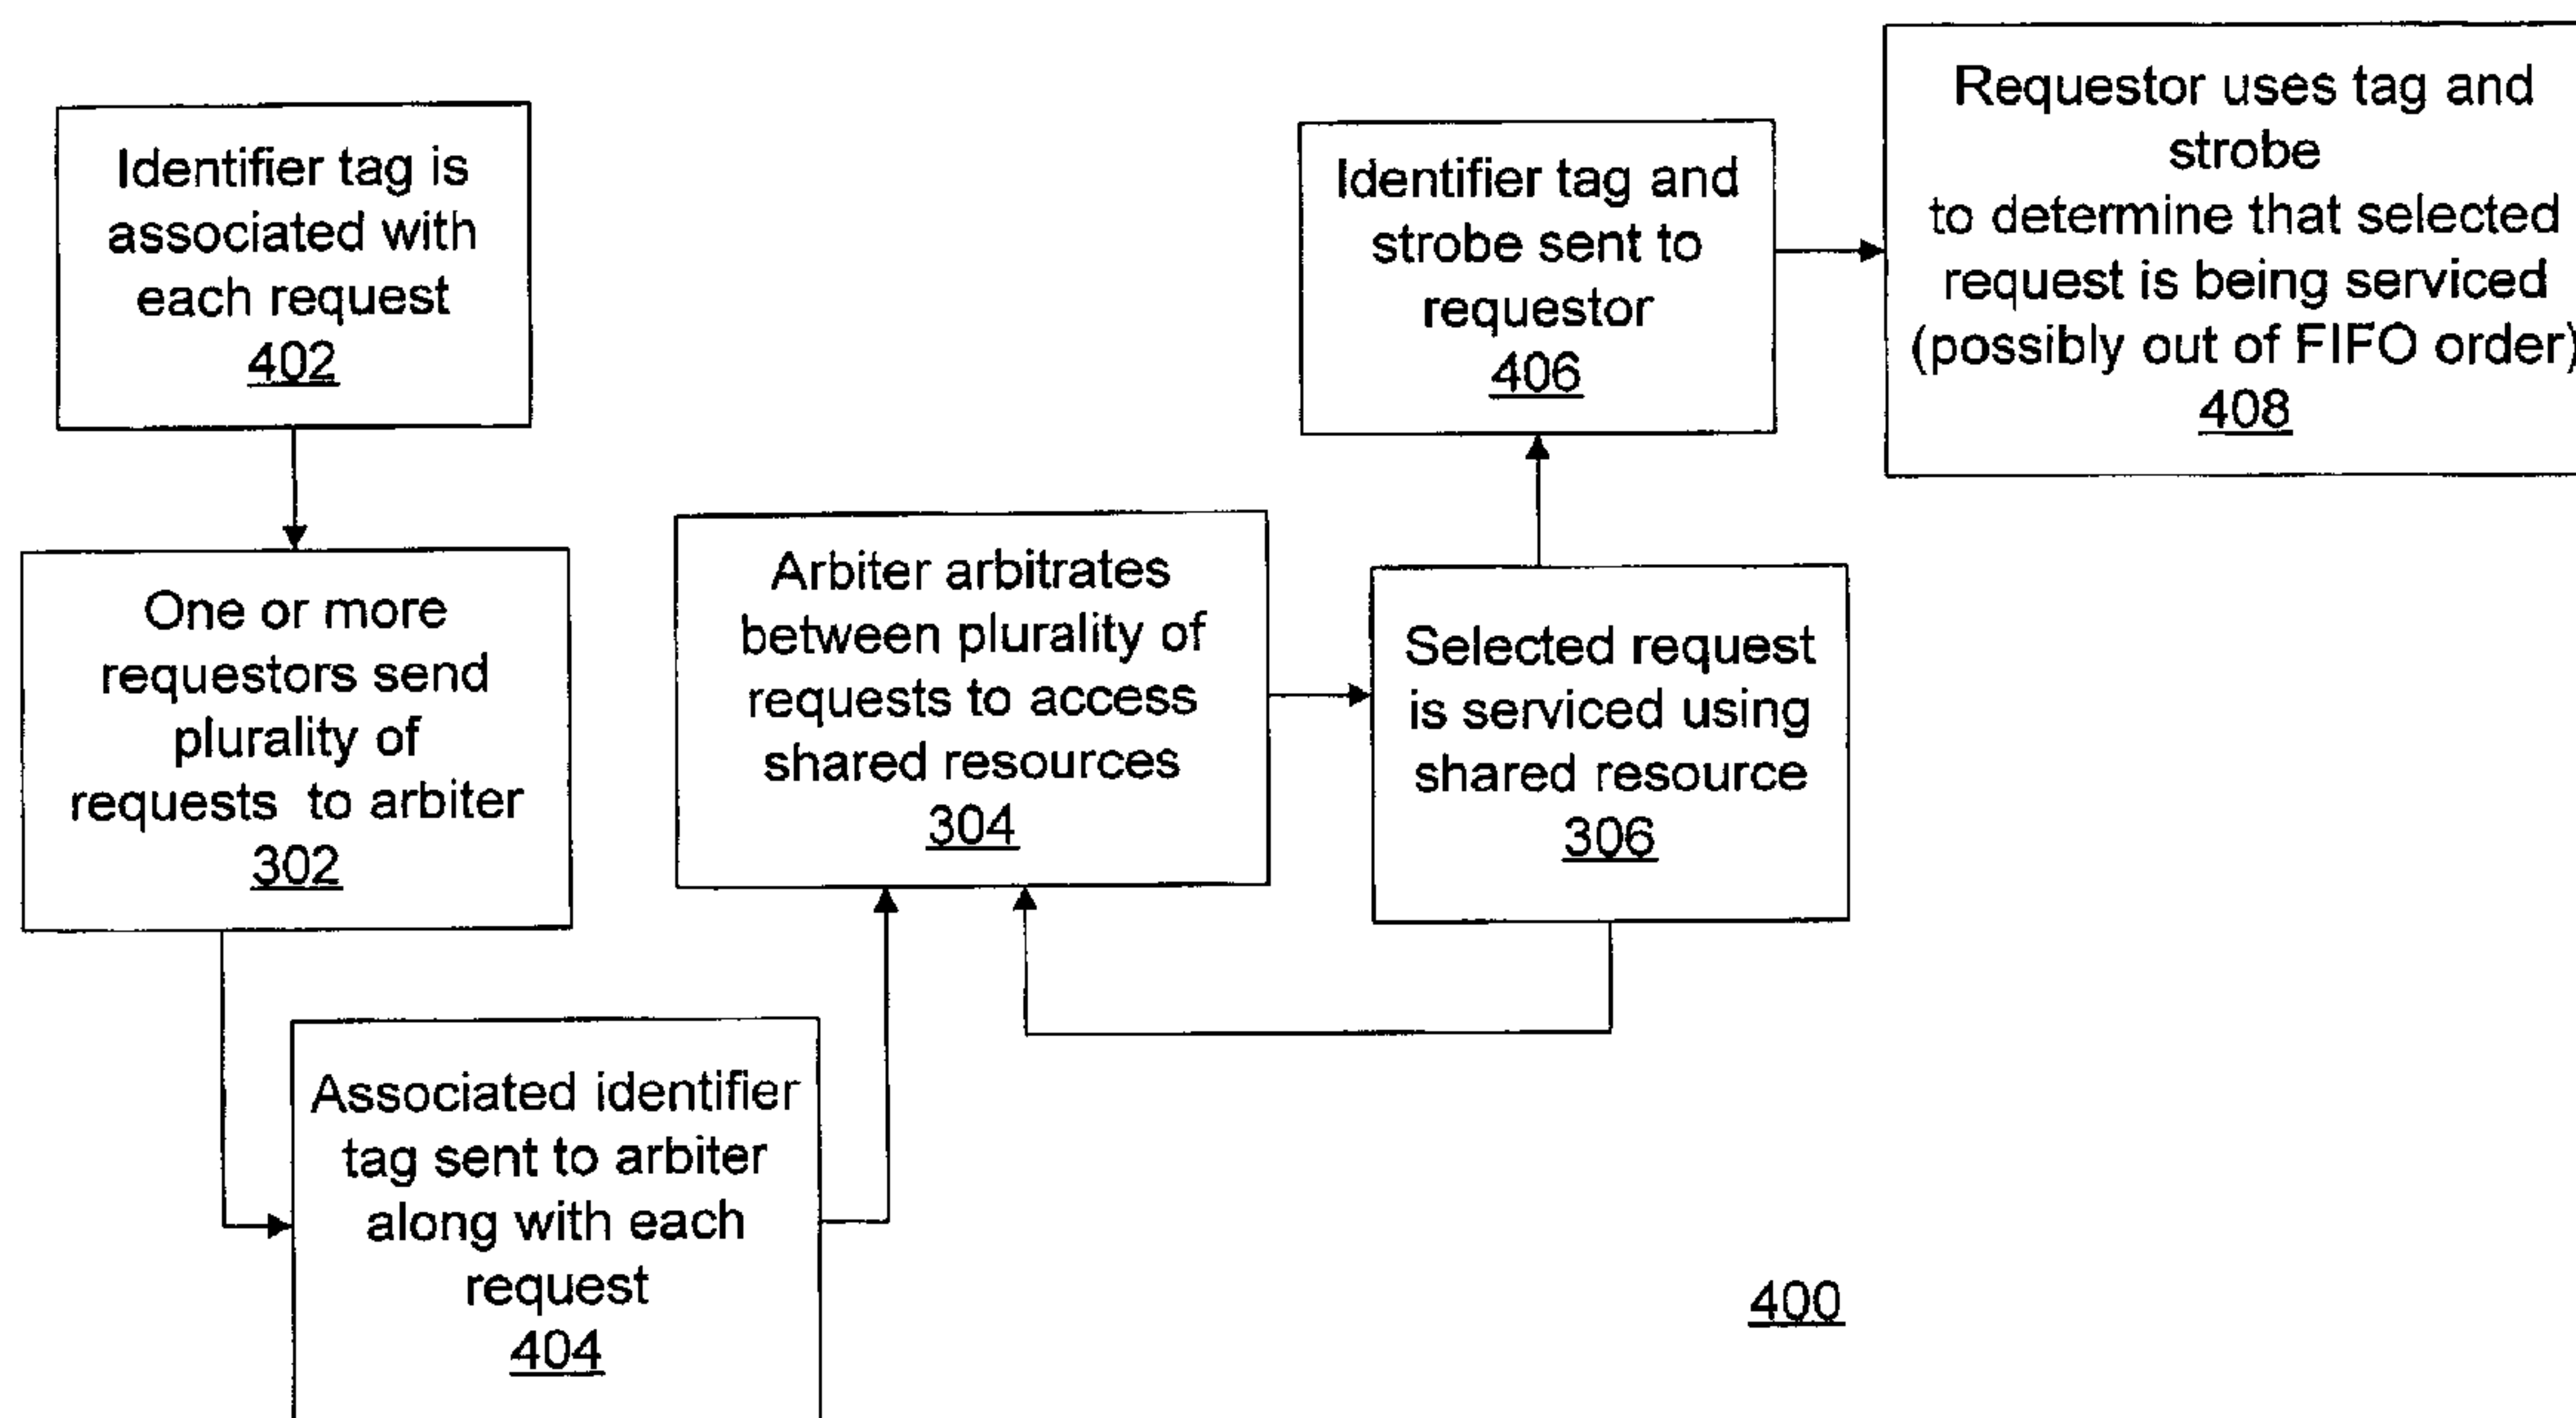 Identifier tag is
associated with
each request
402
One or more
requestors send
plurality of
requests to arbiter
302
Associated identifier
tag sent to arbiter
along with each
request
404
Arbiter arbitrates
between plurality of
requests to access
shared resources
304
Selected request
is serviced using
shared resource
306
Identifier tag and
strobe sent to
requestor
406
Requestor uses tag and
strobe
to determine that selected
request is being serviced
(possibly out of FIFO order)
408
400